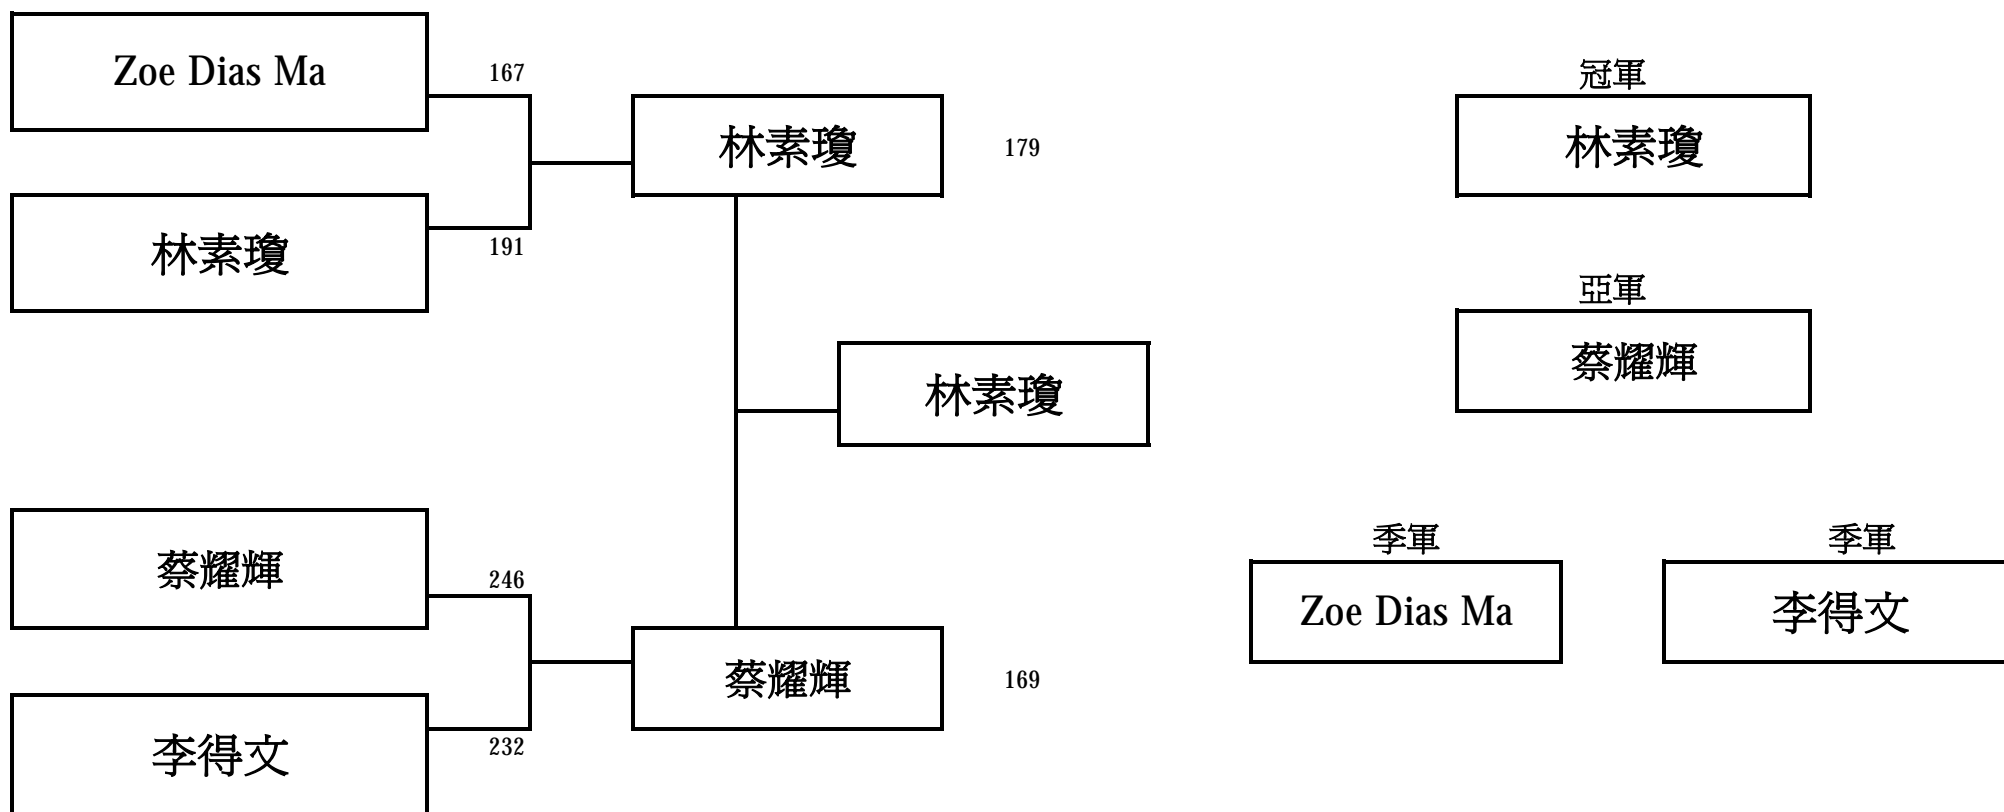 Zoe Dias Ma
167
林素瓊
191
林素瓊
179
林素瓊
蔡耀輝
246
李得文
232
蔡耀輝
169
冠軍
林素瓊
亞軍
蔡耀輝
季軍
Zoe Dias Ma
季軍
李得文